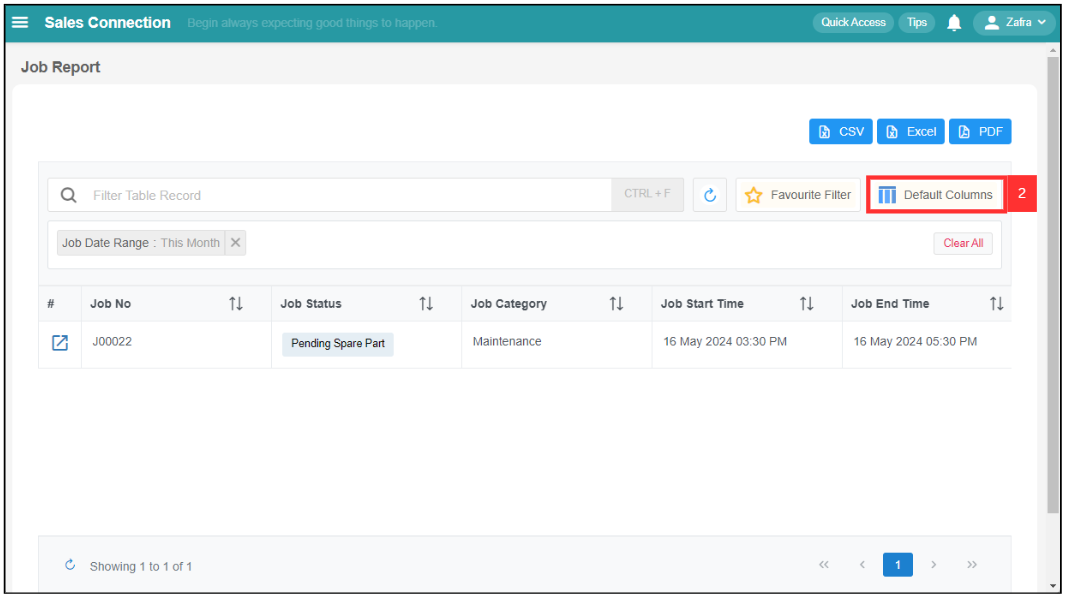 Sales Connection Begin always expecting good things to happen. Quick Access Tips Zafra
Job Report
CSV Excel PDF
Filter Table Record CTRL + F Favourite Filter Default Columns 2
Job Date Range : This Month Clear All
# Job No Job Status Job Category Job Start Time Job End Time
J00022 Pending Spare Part Maintenance 16 May 2024 03:30 PM 16 May 2024 05:30 PM
Showing 1 to 1 of 1 « ‹ 1 › »